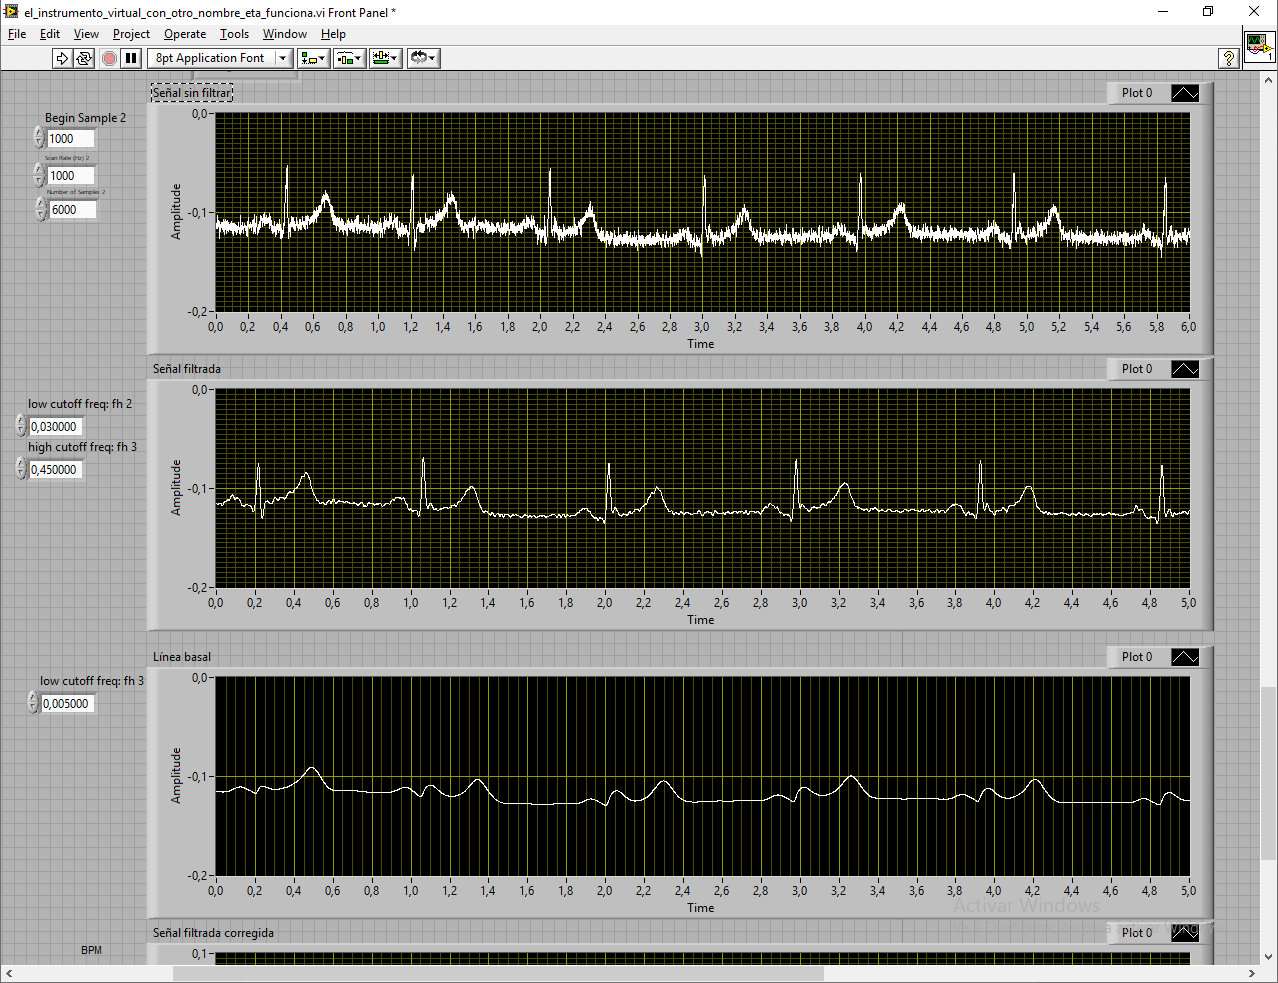 el_instrumento_virtual_con_otro_nombre_eta_funciona.vi Front Panel *
File Edit View Project Operate Tools Window Help
8pt Application Font
1
Señal sin filtrar
Plot 0
Begin Sample 2
1000
Scan Rate (Hz) 2
1000
Number of Samples 2
6000
0,0
-0,1
-0,2
Amplitude
0,0 0,2 0,4 0,6 0,8 1,0 1,2 1,4 1,6 1,8 2,0 2,2 2,4 2,6 2,8 3,0 3,2 3,4 3,6 3,8 4,0 4,2 4,4 4,6 4,8 5,0 5,2 5,4 5,6 5,8 6,0
Time
Señal filtrada
Plot 0
low cutoff freq: fh 2
0,030000
high cutoff freq: fh 3
0,450000
0,0
-0,1
-0,2
Amplitude
0,0 0,2 0,4 0,6 0,8 1,0 1,2 1,4 1,6 1,8 2,0 2,2 2,4 2,6 2,8 3,0 3,2 3,4 3,6 3,8 4,0 4,2 4,4 4,6 4,8 5,0
Time
Línea basal
Plot 0
low cutoff freq: fh 3
0,005000
0,0
-0,1
-0,2
Amplitude
0,0 0,2 0,4 0,6 0,8 1,0 1,2 1,4 1,6 1,8 2,0 2,2 2,4 2,6 2,8 3,0 3,2 3,4 3,6 3,8 4,0 4,2 4,4 4,6 4,8 5,0
Time
Activar Windows
Señal filtrada corregida
Plot 0
BPM
0,1